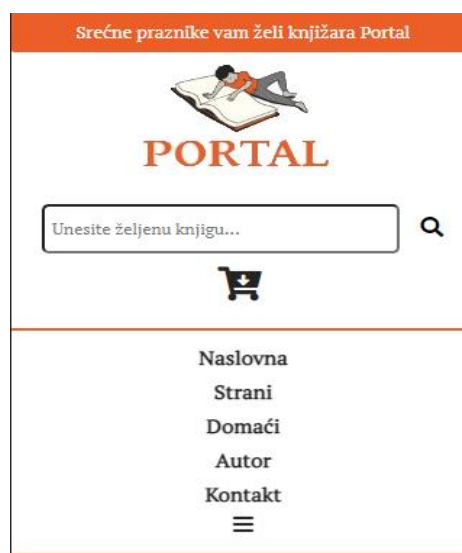 Srećne praznike vam želi knjižara Portal
PORTAL
Unesite željenu knjigu...
Naslovna
Strani
Domaći
Autor
Kontakt